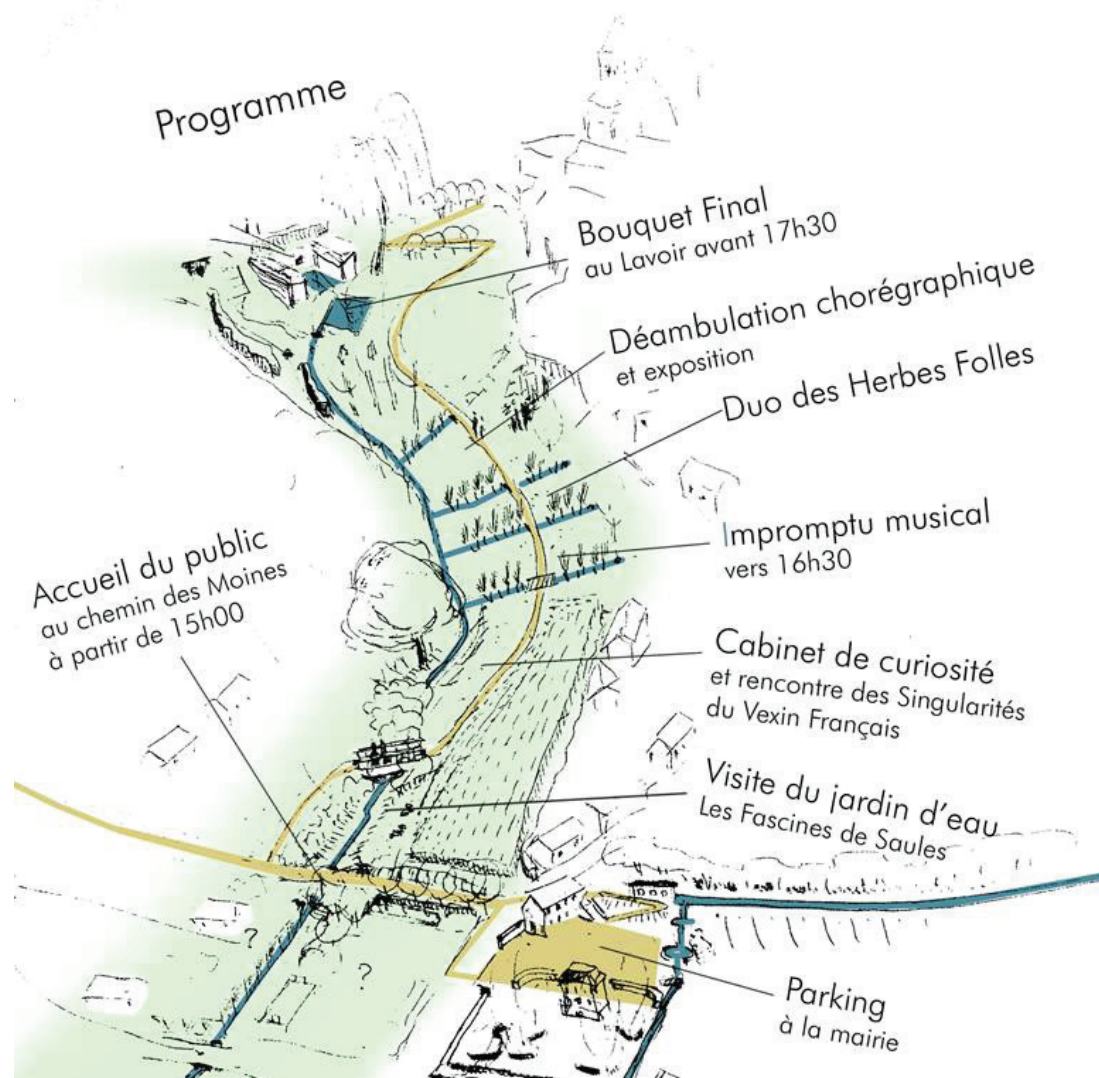 Programme
Bouquet Final
au Lavoir avant 17h30
Déambulation chorégraphique
et exposition
Duo des Herbes Folles
Impromptu musical
vers 16h30
Accueil du public
au chemin des Moines
à partir de 15h00
Cabinet de curiosité
et rencontre des Singularités
du Vexin Français
Visite du jardin d'eau
Les Fascines de Saules
?
?
Parking
à la mairie